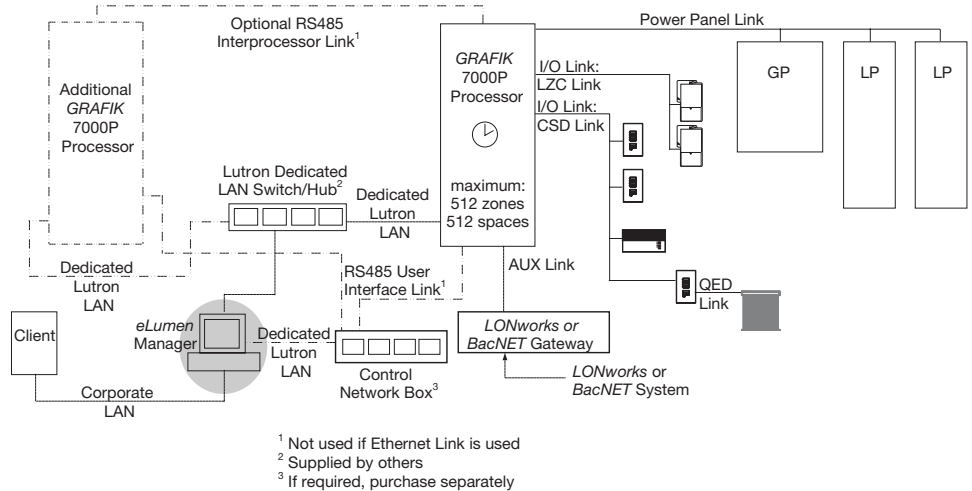 Optional RS485
Interprocessor Link1
Power Panel Link
Additional
GRAFIK
7000P
Processor
GRAFIK
7000P
Processor
maximum:
512 zones
512 spaces
I/O Link:
LZC Link
I/O Link:
CSD Link
GP
LP
LP
Lutron Dedicated
LAN Switch/Hub2
Dedicated
Lutron
LAN
Dedicated
Lutron
LAN
RS485 User
Interface Link1
AUX Link
QED
Link
Client
eLumen
Manager
Dedicated
Lutron
LAN
Control
Network Box3
LONworks or
BacNET Gateway
LONworks or
BacNET System
Corporate
LAN
1 Not used if Ethernet Link is used
2 Supplied by others
3 If required, purchase separately